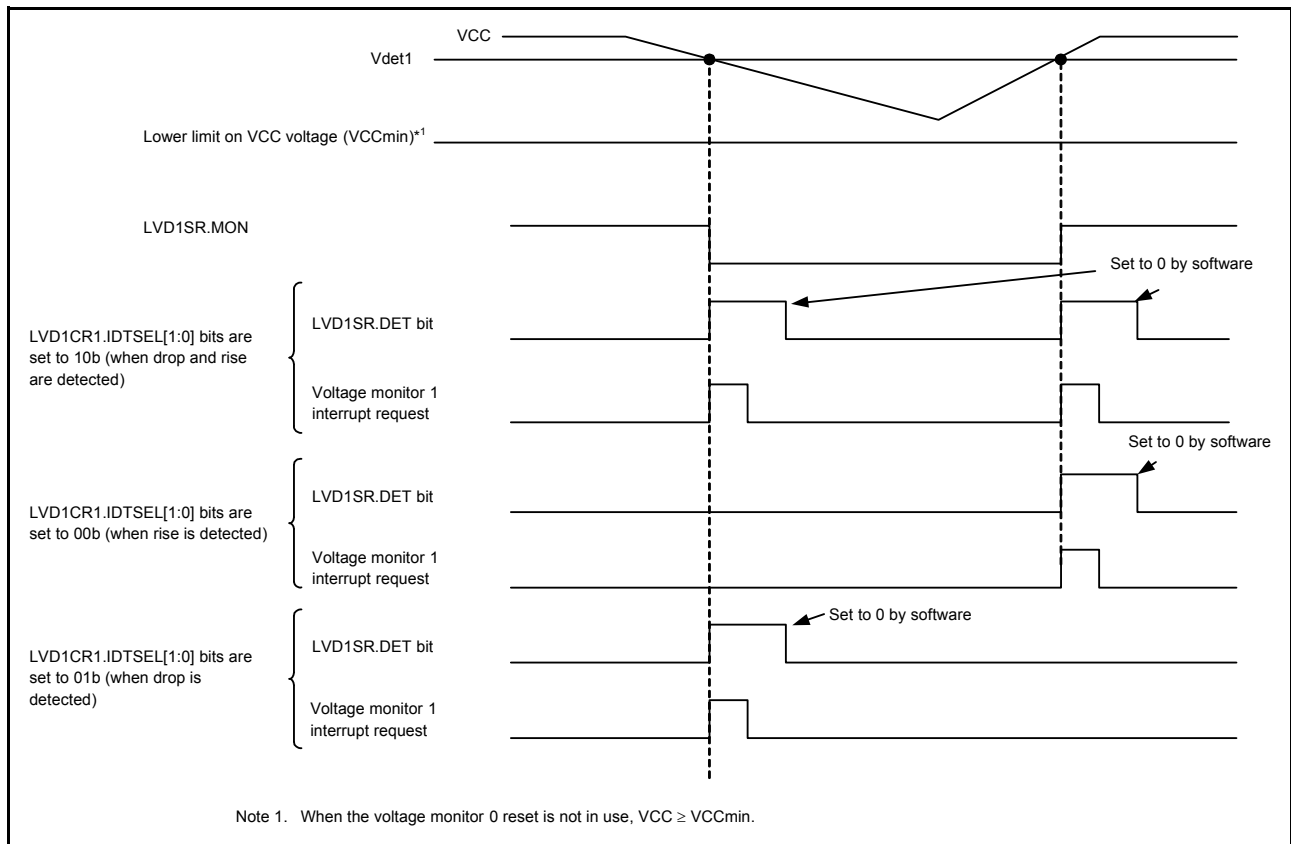 VCC
Vdet1
Lower limit on VCC voltage (VCCmin)*1
LVD1SR.MON
Set to 0 by software
LVD1CR1.IDTSEL[1:0] bits are
set to 10b (when drop and rise
are detected)
LVD1SR.DET bit
Voltage monitor 1
interrupt request
Set to 0 by software
LVD1CR1.IDTSEL[1:0] bits are
set to 00b (when rise is detected)
LVD1SR.DET bit
Voltage monitor 1
interrupt request
Set to 0 by software
LVD1CR1.IDTSEL[1:0] bits are
set to 01b (when drop is
detected)
LVD1SR.DET bit
Voltage monitor 1
interrupt request
Note 1. When the voltage monitor 0 reset is not in use, VCC ≥ VCCmin.